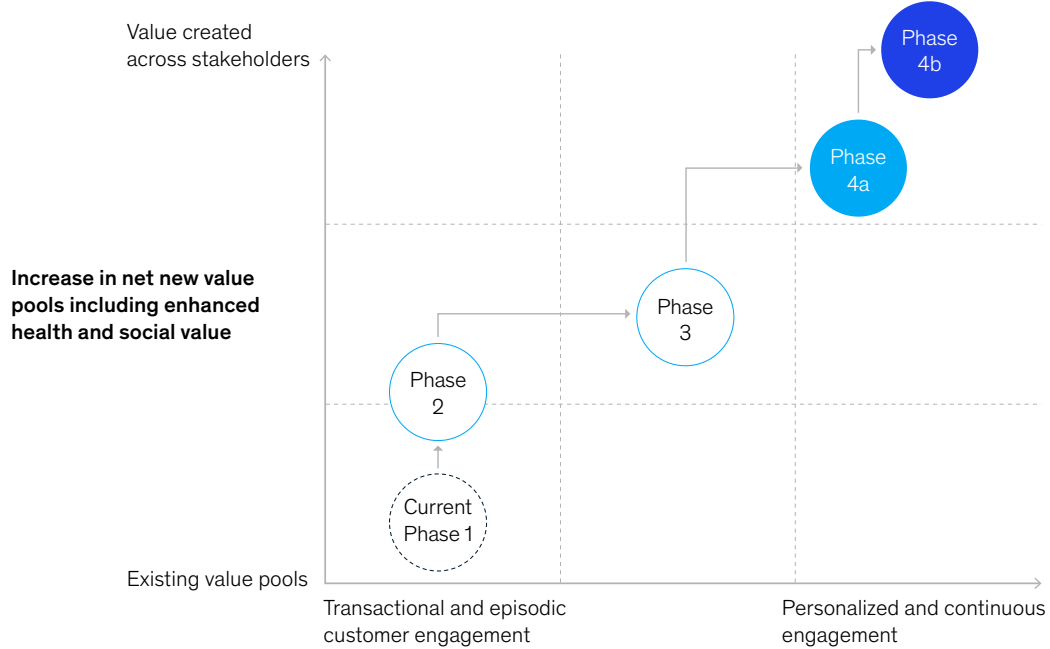 Value created
across stakeholders
Phase
4b
Phase
4a
Increase in net new value
pools including enhanced
health and social value
Phase
3
Phase
2
Current
Phase 1
Existing value pools
Transactional and episodic
customer engagement
Personalized and continuous
engagement